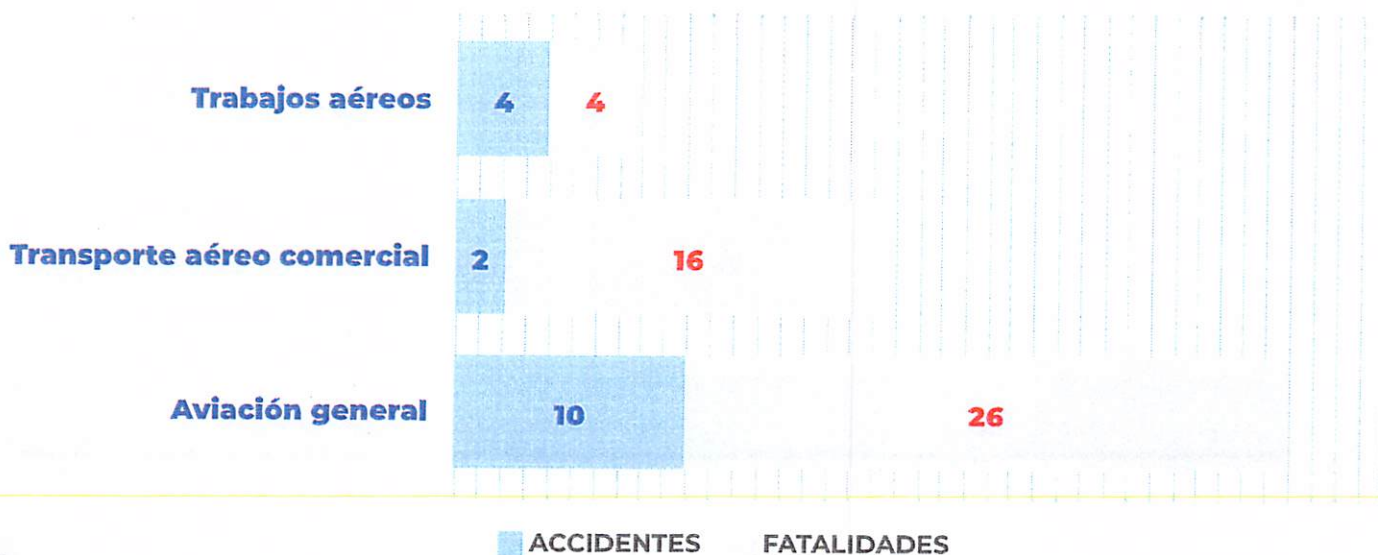 Trabajos aéreos 4 4
Transporte aéreo comercial 2 16
Aviación general 10 26
ACCIDENTES FATALIDADES